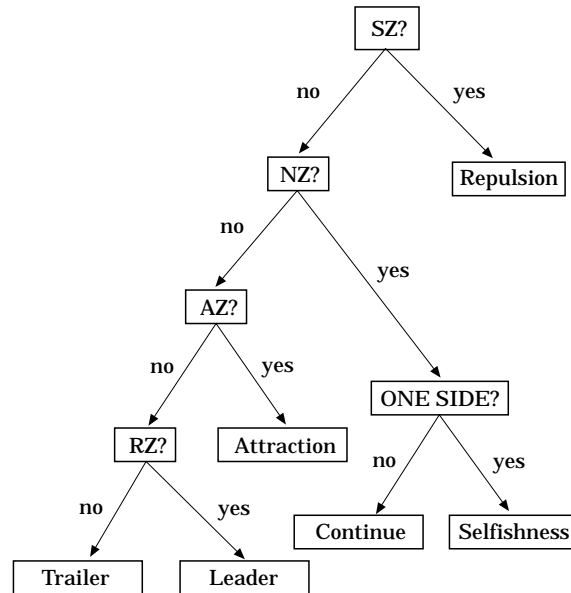 SZ?
no
yes
NZ?
Repulsion
no
yes
AZ?
no
yes
ONE SIDE?
RZ?
Attraction
no
yes
no
yes
Continue
Selfishness
Trailer
Leader